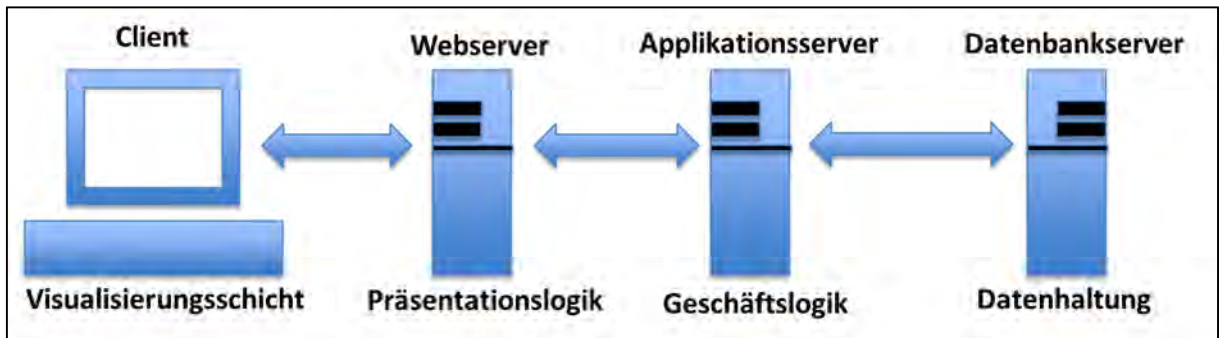 Client
Webserver
Applikationsserver
Datenbankserver
Visualisierungsschicht
Präsentationslogik
Geschäftslogik
Datenhaltung